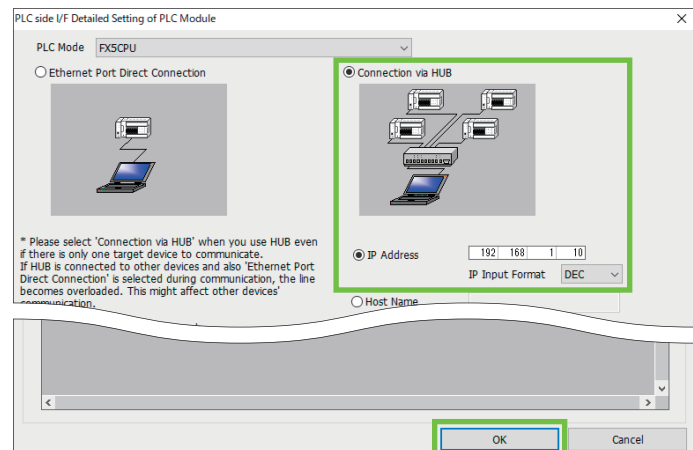 PLC side I/F Detailed Setting of PLC Module
PLC Mode FX5CPU
Ethernet Port Direct Connection
Connection via HUB
* Please select 'Connection via HUB' when you use HUB even
if there is only one target device to communicate.
If HUB is connected to other devices and also 'Ethernet Port
Direct Connection' is selected during communication, the line
becomes overloaded. This might affect other devices'
communication.
IP Address 192 168 1 10
IP Input Format DEC
Host Name
OK
Cancel